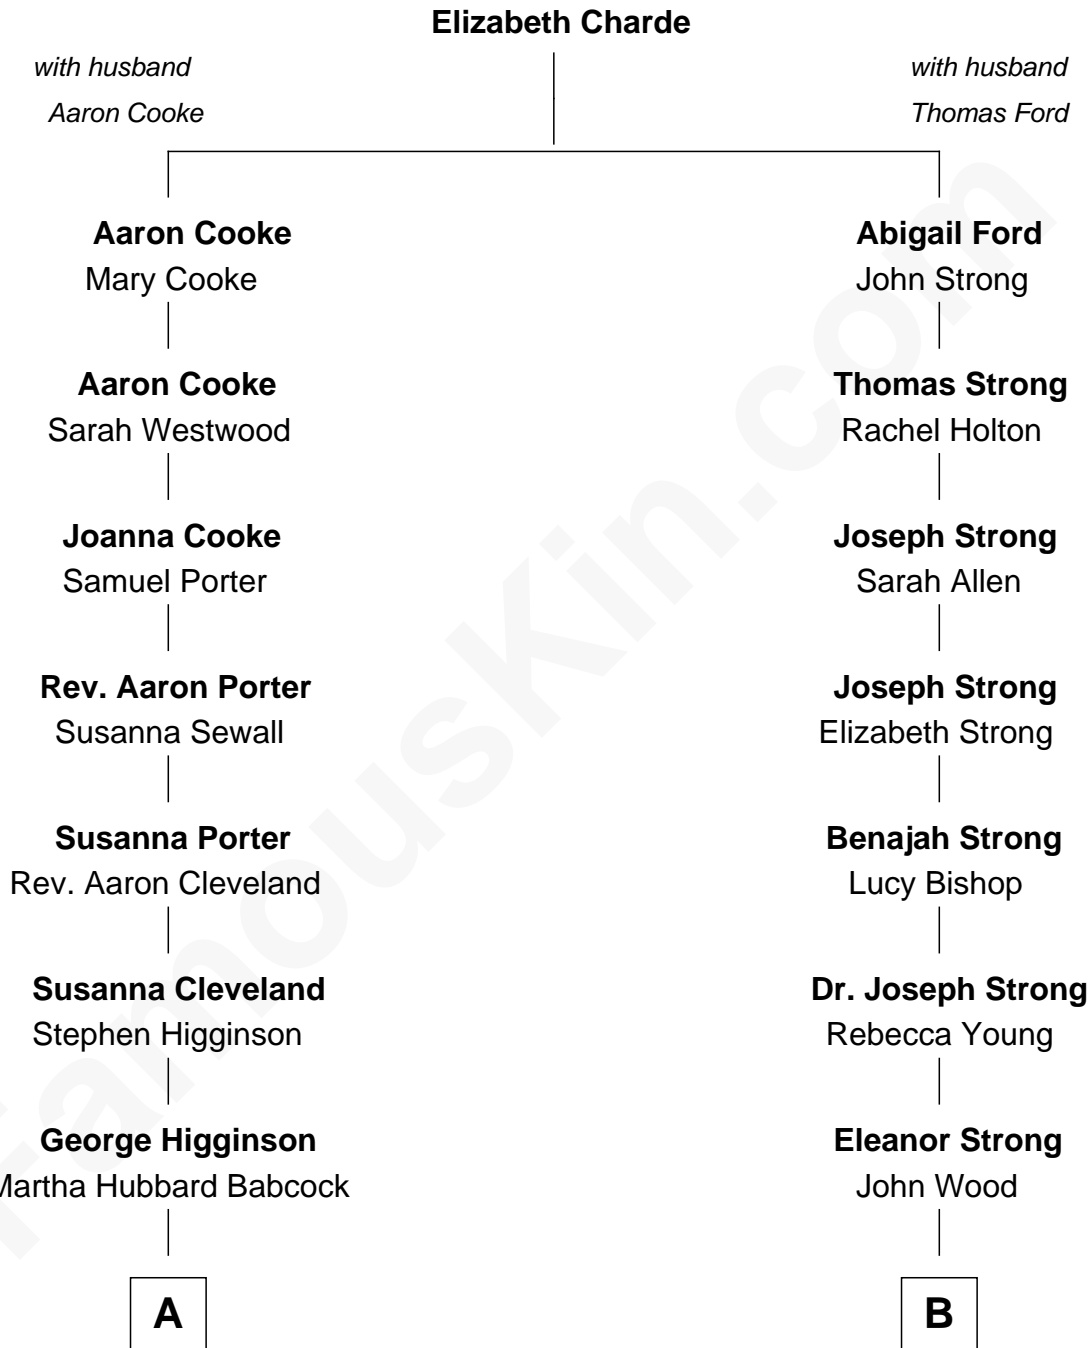 Elizabeth Charde
with husband
Aaron Cooke
with husband
Thomas Ford
Aaron Cooke
Mary Cooke
Abigail Ford
John Strong
Aaron Cooke
Sarah Westwood
Thomas Strong
Rachel Holton
Joanna Cooke
Samuel Porter
Joseph Strong
Sarah Allen
Rev. Aaron Porter
Susanna Sewall
Joseph Strong
Elizabeth Strong
Susanna Porter
Rev. Aaron Cleveland
Benajah Strong
Lucy Bishop
Susanna Cleveland
Stephen Higginson
Dr. Joseph Strong
Rebecca Young
George Higginson
Martha Hubbard Babcock
Eleanor Strong
John Wood
A
B
FamousKin.com